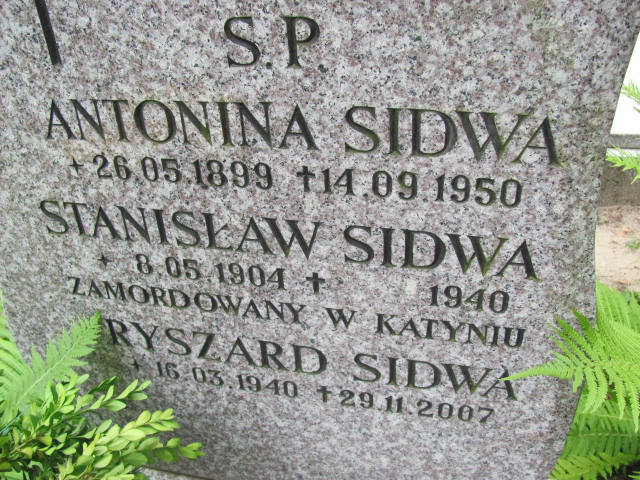 S.P
ANTONINA SIDWA
+26.05.1899 †14.09.1950
STANISŁAW SIDWA
+ 8.05.1904 † 1940
ZAMORDOWANY W KATYNIU
RYSZARD SIDWA
+ 16.03.1940 †29.11.2007